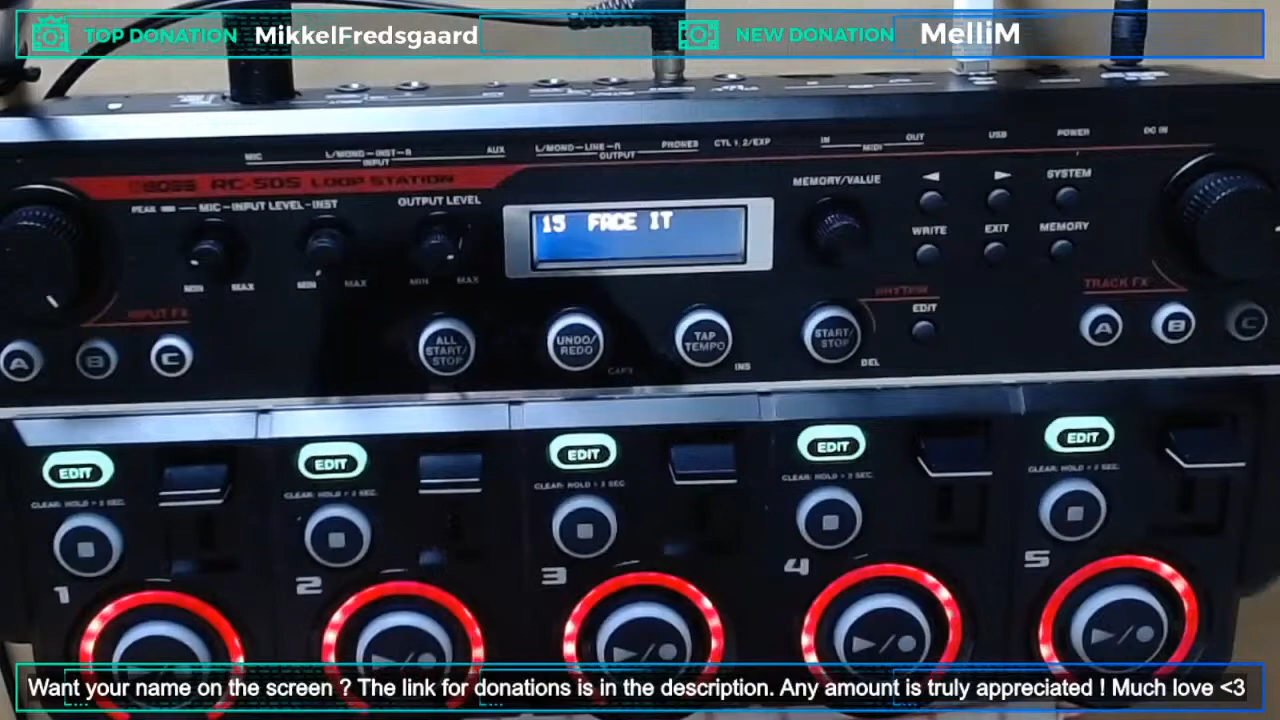 TOP DONATION MikkelFredsgaard NEW DONATION MelliM
MIC L/MONO-INST-R AUX L/MONO-LINE-R PHONES CTL 1, 2/EXP IN OUT USB POWER DC IN
INPUT OUTPUT MIDI
BOSS RC-505 LOOP STATION
PEAK MIC-INPUT LEVEL-INST OUTPUT LEVEL MEMORY/VALUE ◄ ► SYSTEM
15 FACE IT
WRITE EXIT MEMORY
MIN MAX MIN MAX MIN MAX
INPUT FX RHYTHM TRACK FX
EDIT
A B C ALL START/STOP UNDO/REDO TAP TEMPO START/STOP A B C
CAPS INS DEL
EDIT EDIT EDIT EDIT EDIT
CLEAR: HOLD > 2 SEC. CLEAR: HOLD > 2 SEC. CLEAR: HOLD > 2 SEC. CLEAR: HOLD > 2 SEC. CLEAR: HOLD > 2 SEC.
1 2 3 4 5
Want your name on the screen ? The link for donations is in the description. Any amount is truly appreciated ! Much love <3